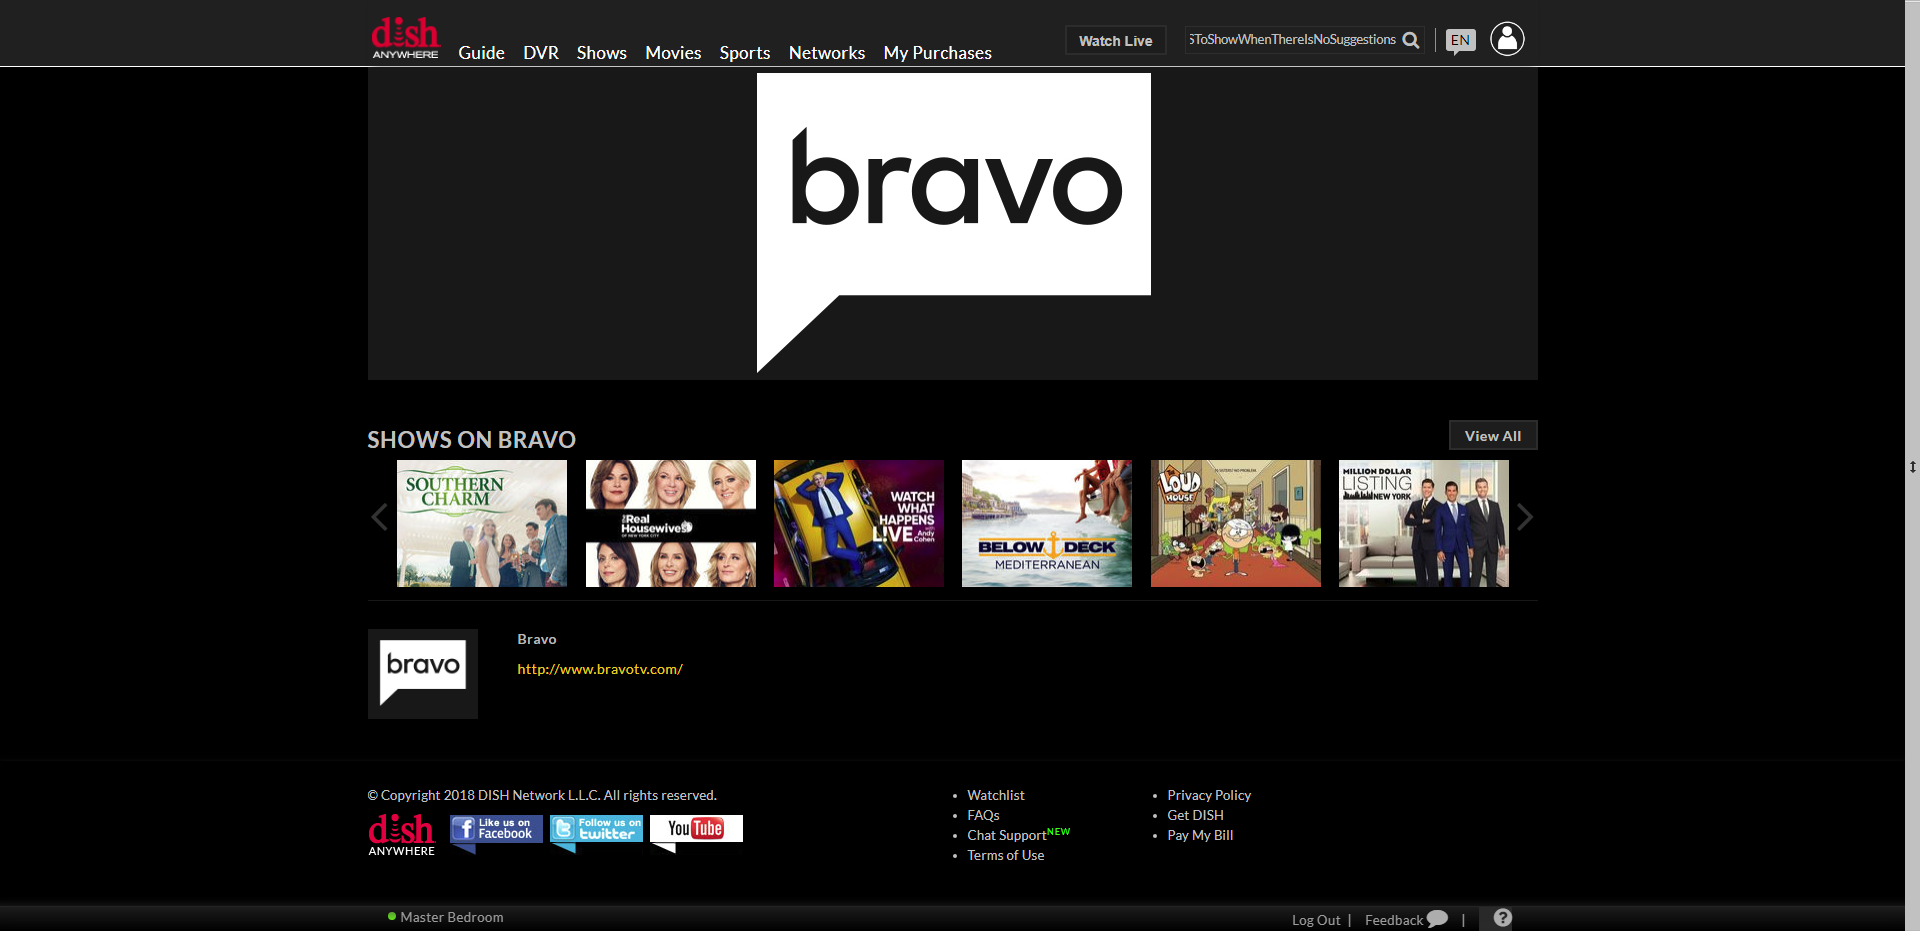 dish
ANYWHERE
Guide DVR Shows Movies Sports Networks My Purchases
Watch Live
ToShowWhenThereIsNoSuggestions
EN
bravo
SHOWS ON BRAVO
View All
SOUTHERN
CHARM
The Real
Housewives
OF NEW YORK CITY
WATCH
WHAT
HAPPENS
L!VE with
Andy
Cohen
BELOW DECK
MEDITERRANEAN
THE
LOUD
HOUSE
MILLION DOLLAR
LISTING
NEW YORK
bravo
Bravo
http://www.bravotv.com/
© Copyright 2018 DISH Network L.L.C. All rights reserved.
dish
ANYWHERE
Like us on
Facebook
Follow us on
twitter
YouTube
• Watchlist
• FAQs
• Chat Support NEW
• Terms of Use
• Privacy Policy
• Get DISH
• Pay My Bill
Master Bedroom
Log Out | Feedback | ?